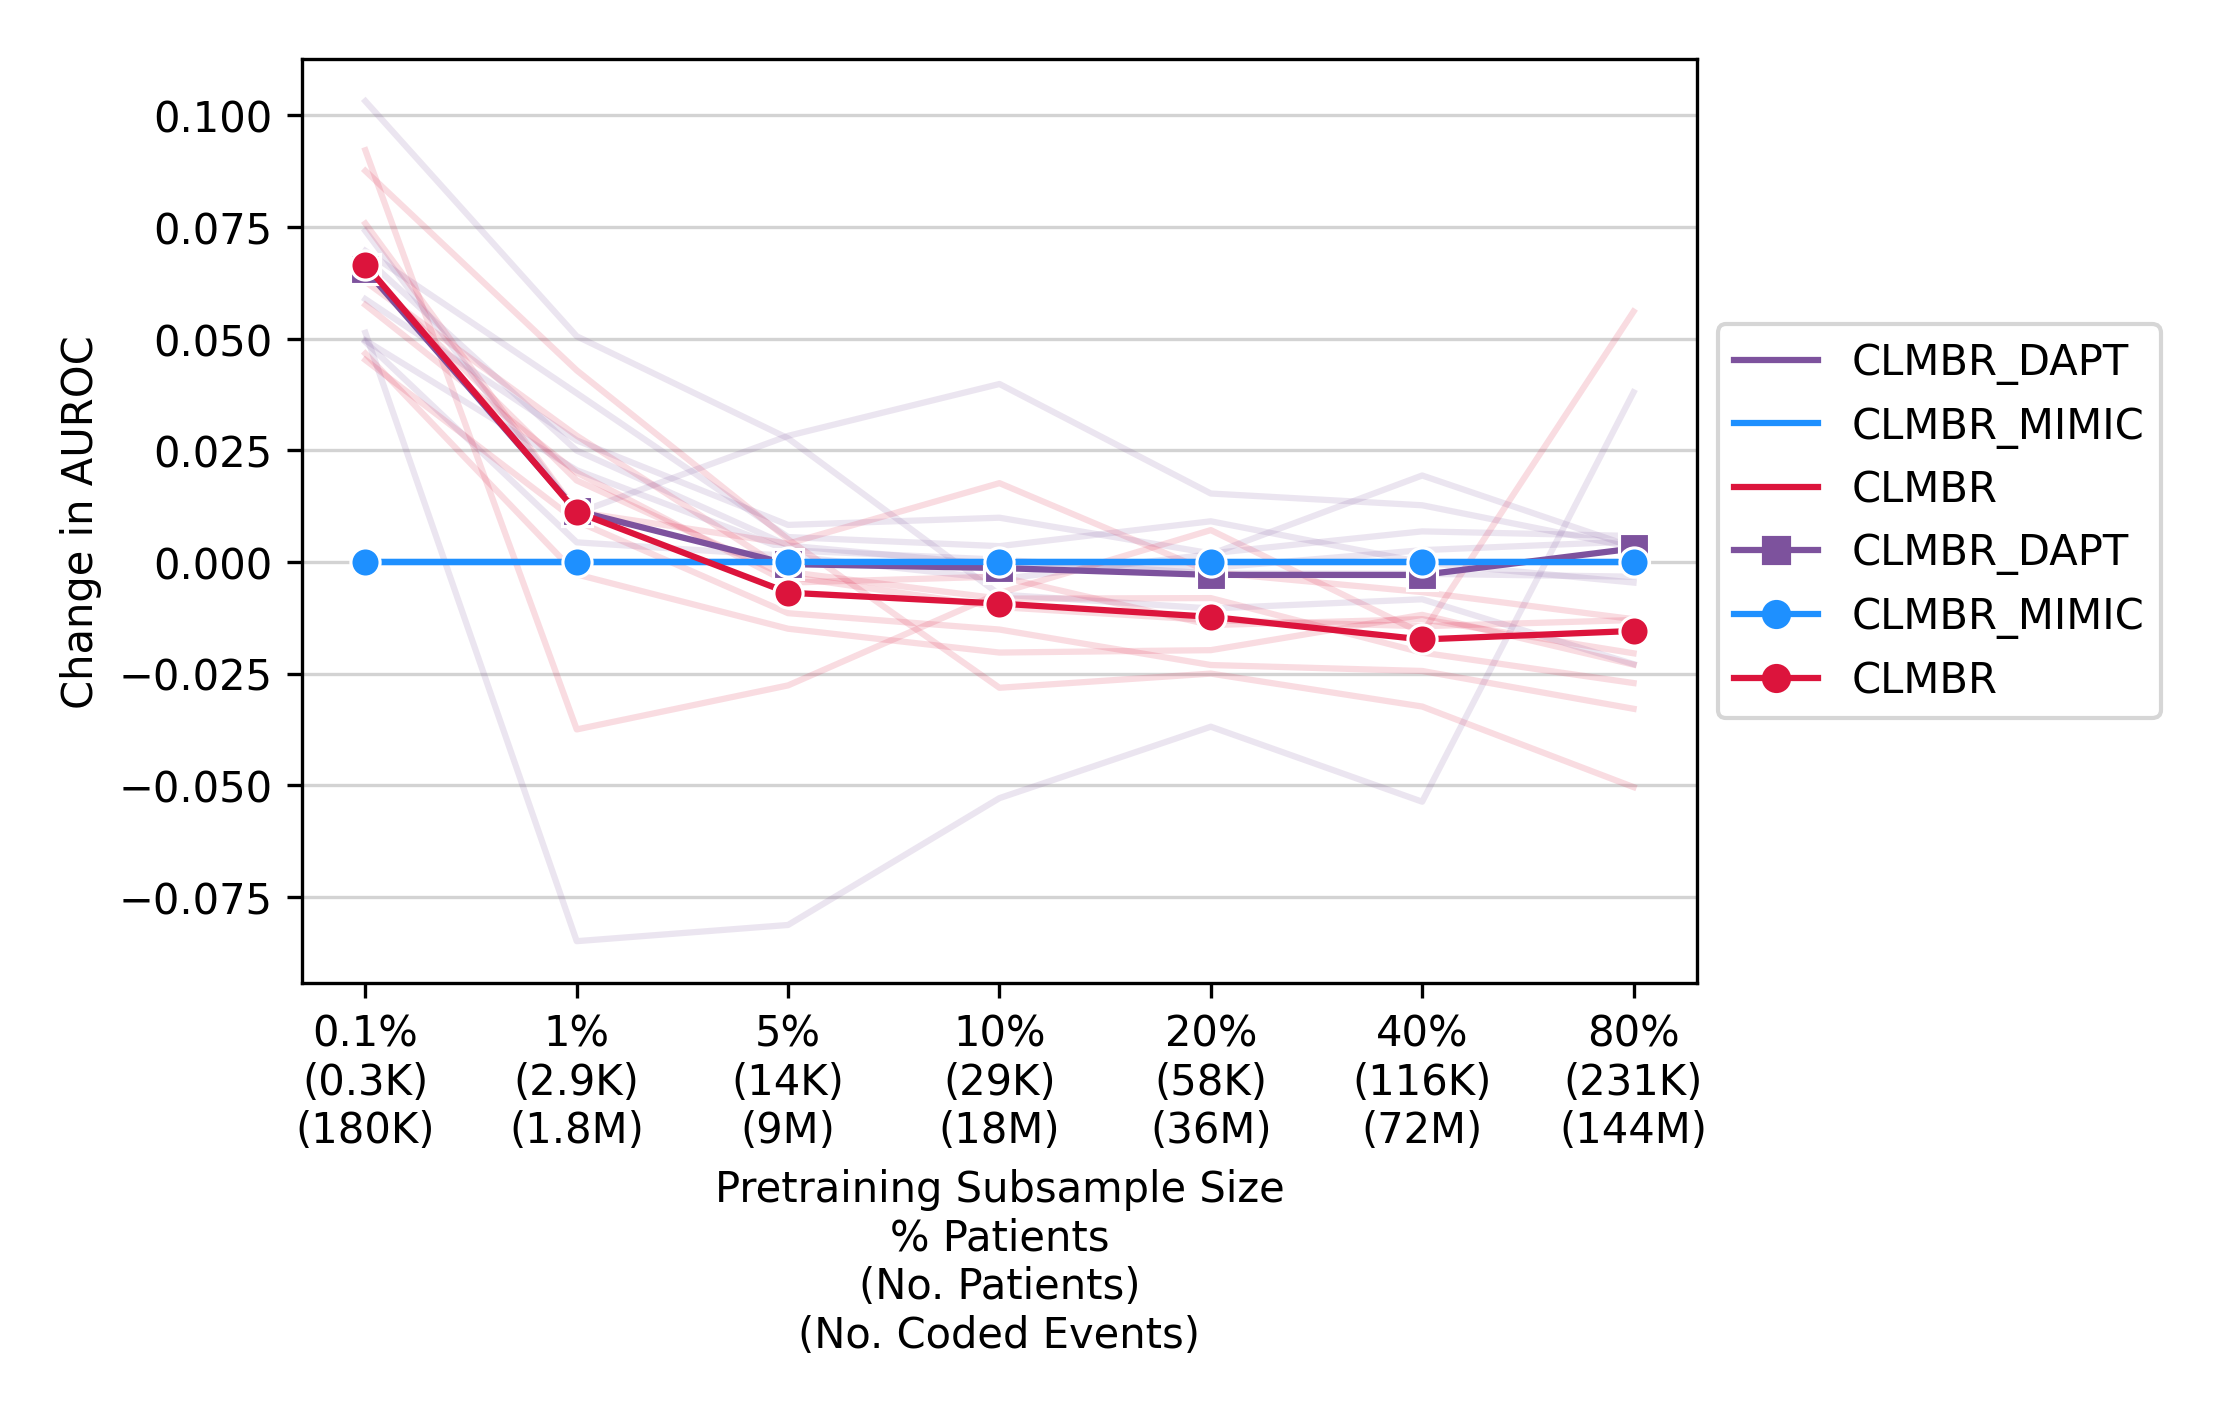 Change in AUROC
0.100
0.075
0.050
0.025
0.000
−0.025
−0.050
−0.075
0.1% 1% 5% 10% 20% 40% 80%
(0.3K) (2.9K) (14K) (29K) (58K) (116K) (231K)
(180K) (1.8M) (9M) (18M) (36M) (72M) (144M)
Pretraining Subsample Size
% Patients
(No. Patients)
(No. Coded Events)
CLMBR_DAPT
CLMBR_MIMIC
CLMBR
CLMBR_DAPT
CLMBR_MIMIC
CLMBR